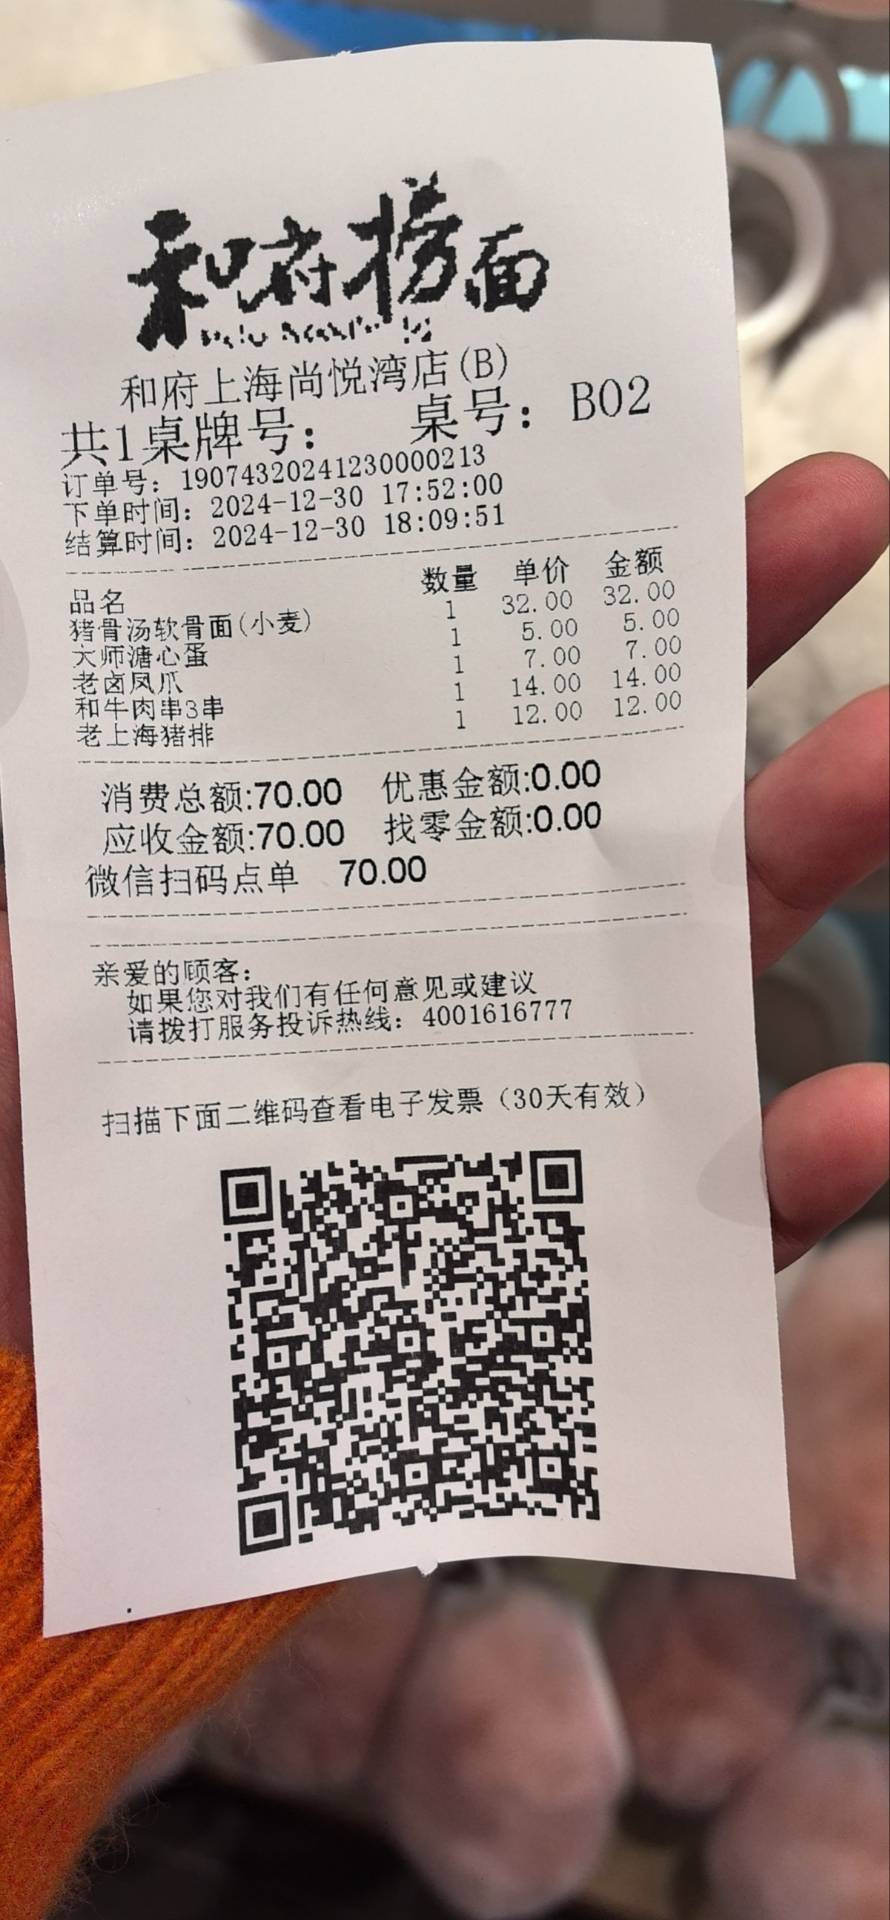 和府捞面
和府上海尚悦湾店(B)
共1桌牌号： 桌号：B02
订单号：19074320241230000213
下单时间：2024-12-30 17:52:00
结算时间：2024-12-30 18:09:51
品名 数量 单价 金额
猪骨汤软骨面(小麦) 1 32.00 32.00
大师溏心蛋 1 5.00 5.00
老卤凤爪 1 7.00 7.00
和牛肉串3串 1 14.00 14.00
老上海猪排 1 12.00 12.00
消费总额:70.00 优惠金额:0.00
应收金额:70.00 找零金额:0.00
微信扫码点单 70.00
亲爱的顾客：
如果您对我们有任何意见或建议
请拨打服务投诉热线：4001616777
扫描下面二维码查看电子发票（30天有效）